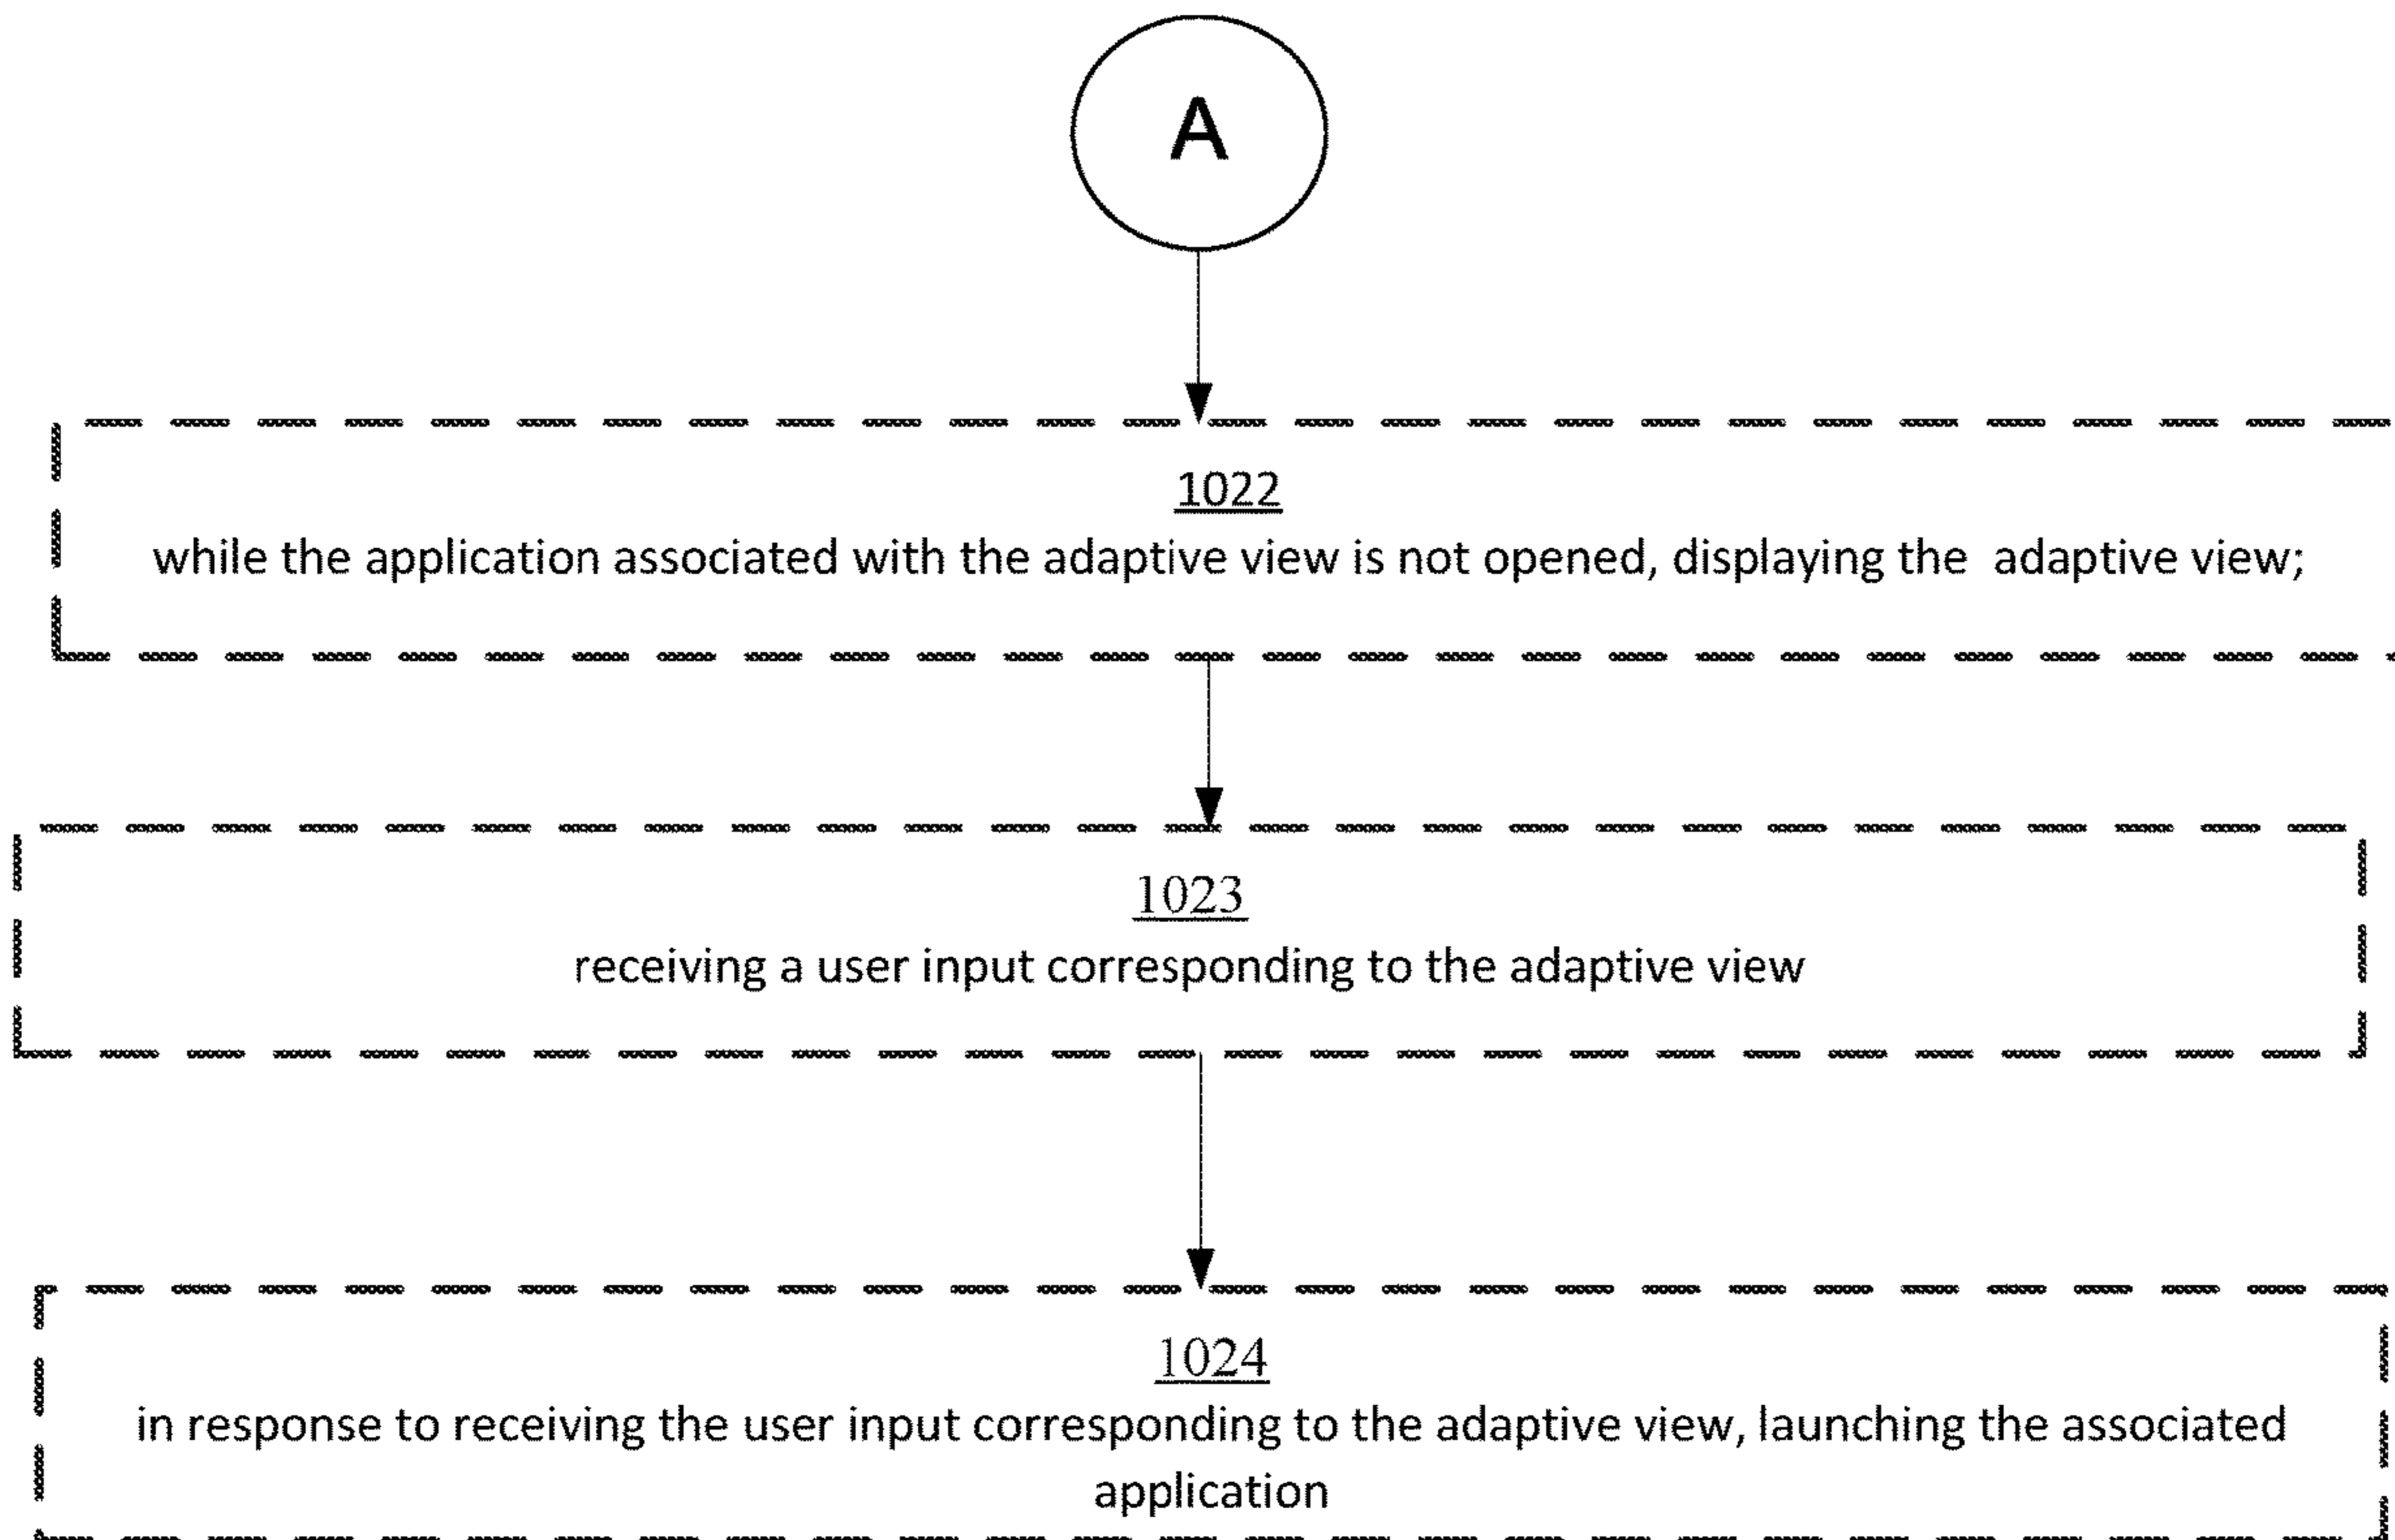 A
1022
while the application associated with the adaptive view is not opened, displaying the  adaptive view;
1023
receiving a user input corresponding to the adaptive view
1024
in response to receiving the user input corresponding to the adaptive view, launching the associated
application